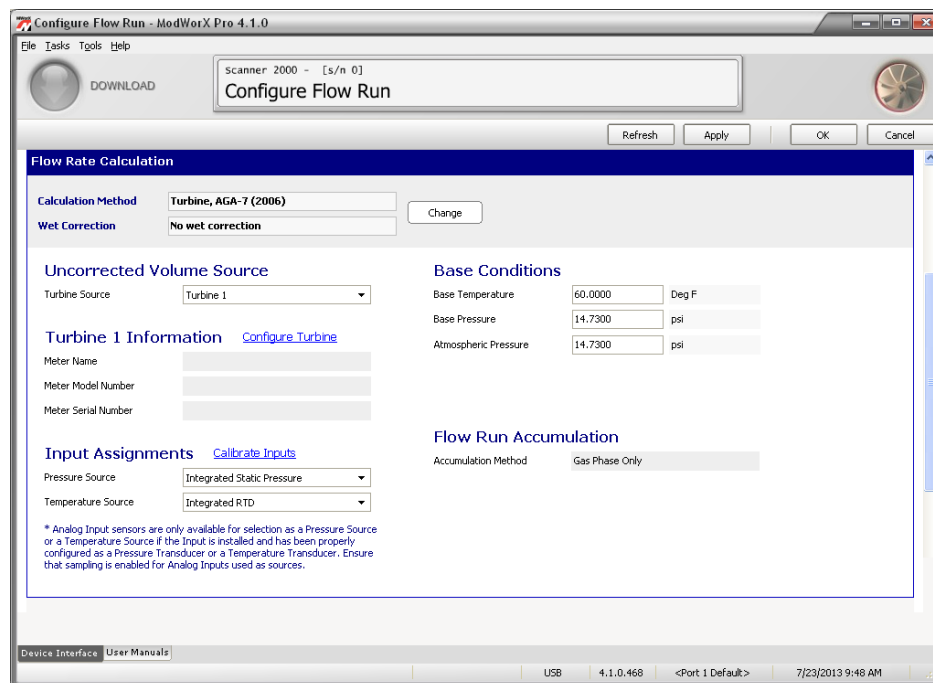 Configure Flow Run - ModWorX Pro 4.1.0
File Tasks Tools Help
DOWNLOAD
Scanner 2000 - [s/n 0]
Configure Flow Run
Refresh Apply OK Cancel
Flow Rate Calculation
Calculation Method Turbine, AGA-7 (2006)
Wet Correction No wet correction
Change
Uncorrected Volume Source
Turbine Source Turbine 1
Turbine 1 Information Configure Turbine
Meter Name
Meter Model Number
Meter Serial Number
Input Assignments Calibrate Inputs
Pressure Source Integrated Static Pressure
Temperature Source Integrated RTD
* Analog Input sensors are only available for selection as a Pressure Source
or a Temperature Source if the Input is installed and has been properly
configured as a Pressure Transducer or a Temperature Transducer. Ensure
that sampling is enabled for Analog Inputs used as sources.
Base Conditions
Base Temperature 60.0000 Deg F
Base Pressure 14.7300 psi
Atmospheric Pressure 14.7300 psi
Flow Run Accumulation
Accumulation Method Gas Phase Only
Device Interface User Manuals
USB 4.1.0.468 <Port 1 Default> 7/23/2013 9:48 AM